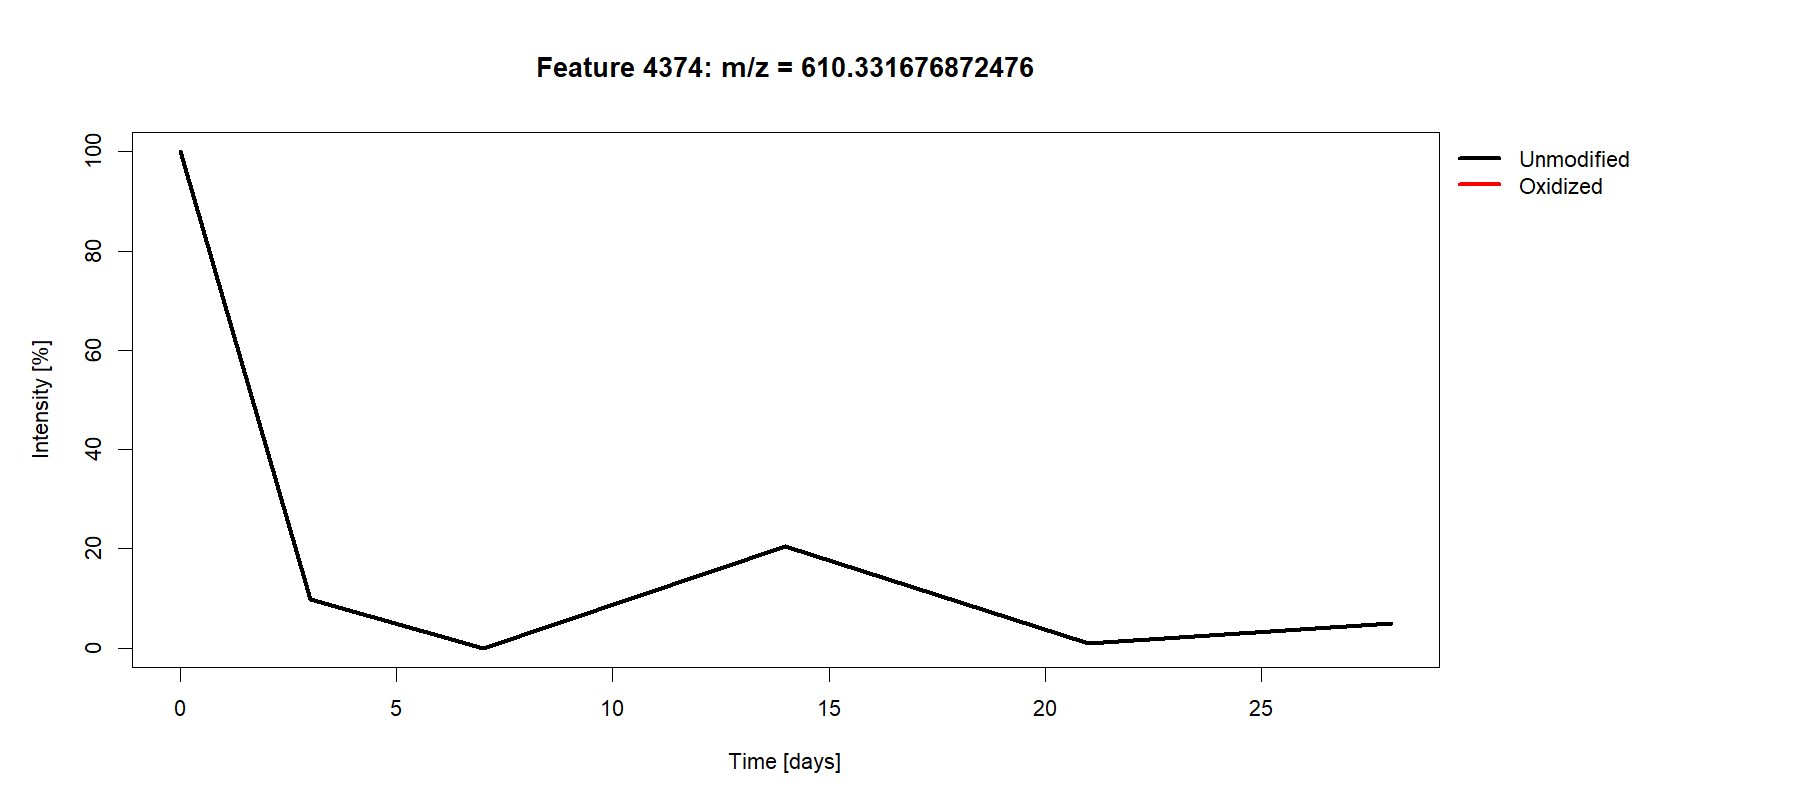 Feature 4374: m/z = 610.331676872476
Unmodified
Oxidized
Intensity [%]
100
80
60
40
20
0
0 5 10 15 20 25
Time [days]